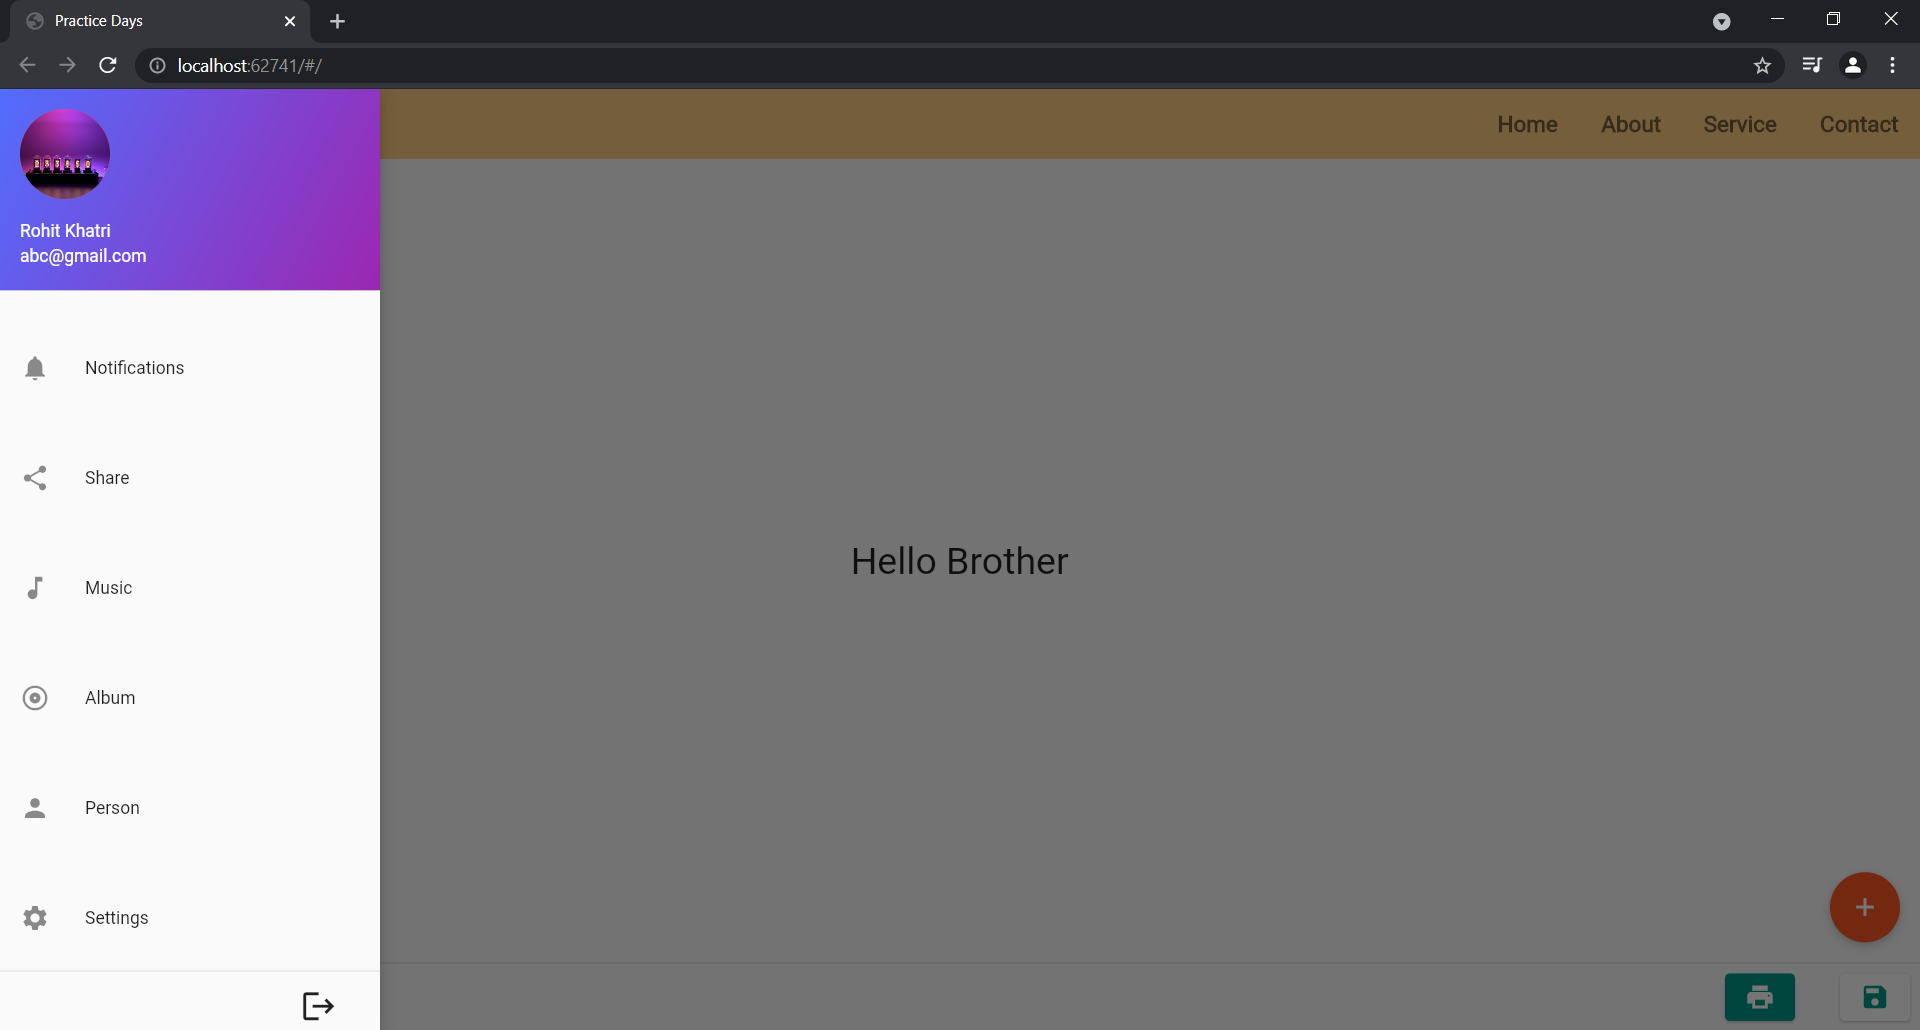 Practice Days
localhost:62741/#/
Home About Service Contact
Rohit Khatri
abc@gmail.com
Notifications
Share
Music
Album
Person
Settings
Hello Brother